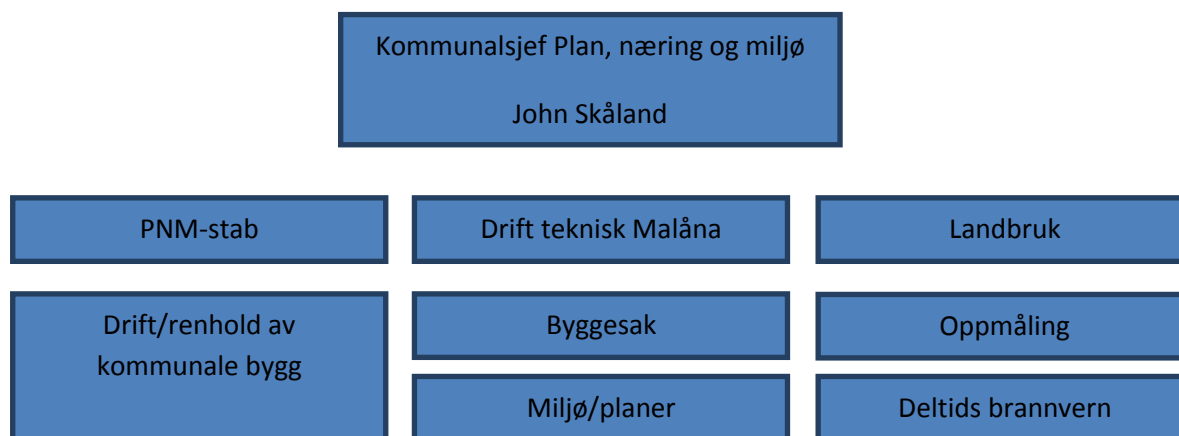 Kommunalsjef Plan, næring og miljø
John Skåland
PNM-stab
Drift teknisk Malåna
Landbruk
Drift/renhold av
kommunale bygg
Byggesak
Oppmåling
Miljø/planer
Deltids brannvern